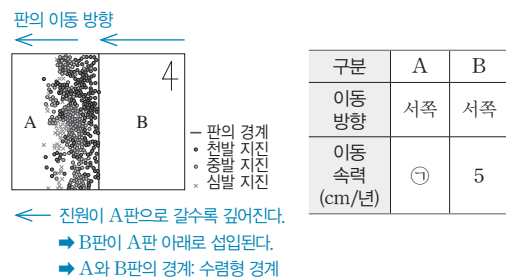 판의 이동 방향
4
A
B
판의 경계
천발 지진
중발 지진
심발 지진
진원이 A판으로 갈수록 깊어진다.
➡ B판이 A판 아래로 섭입된다.
➡ A와 B판의 경계: 수렴형 경계
구분 A B
이동 방향 서쪽 서쪽
이동 속력 (cm/년) ㉠ 5